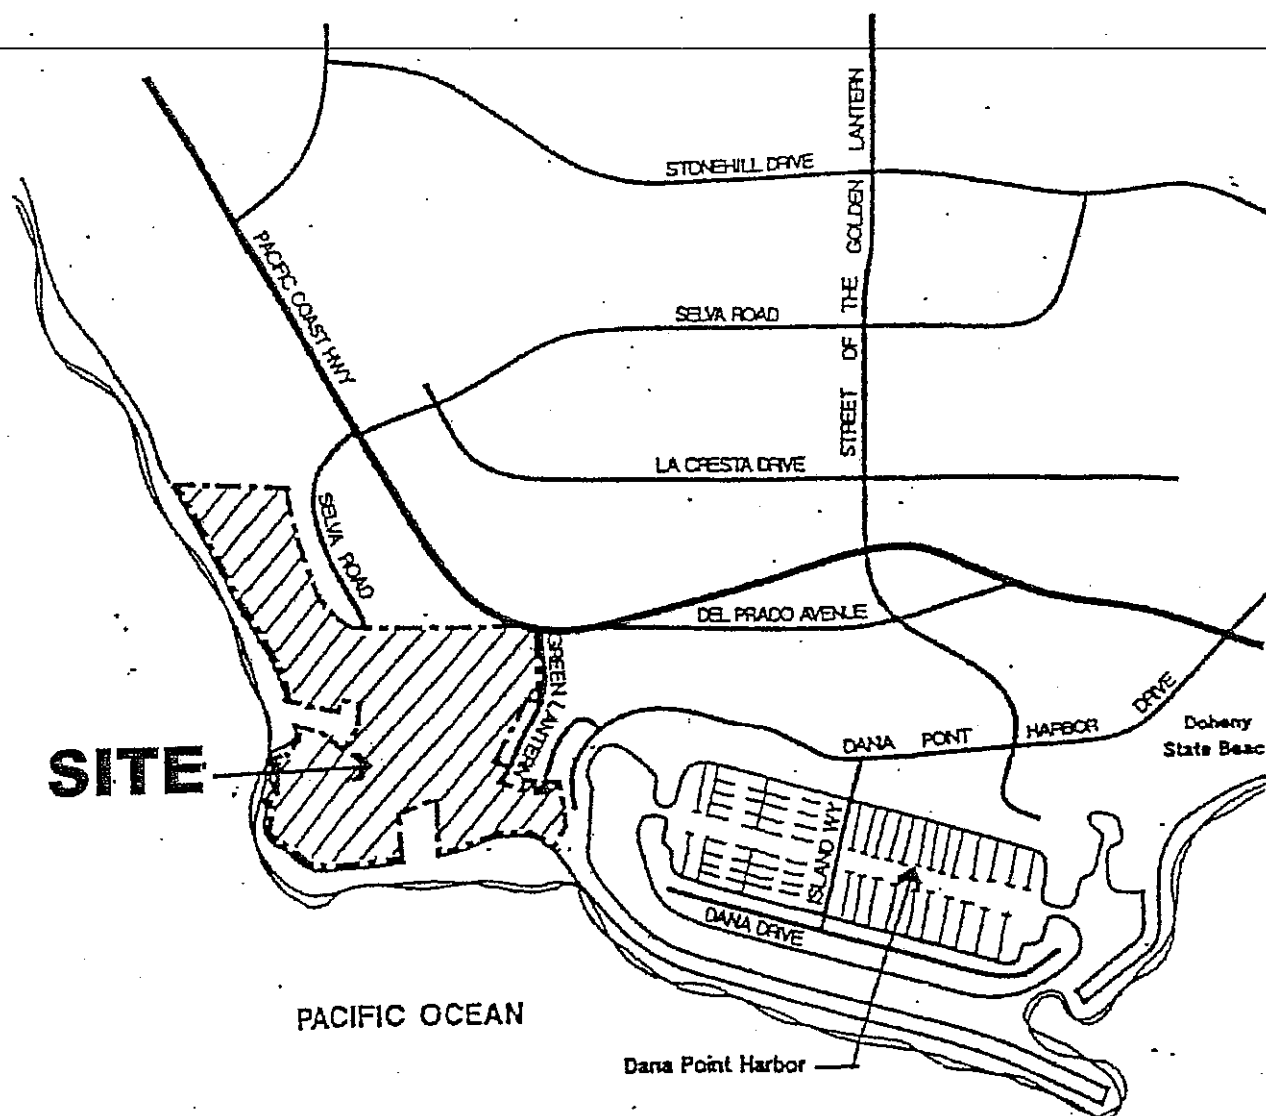 STONEHILL DRIVE
STREET OF THE GOLDEN LANTERN
PACIFIC COAST HWY
SELVA ROAD
LA CRESTA DRIVE
SELVA ROAD
DEL PRADO AVENUE
GREEN LANTERN
DANA POINT HARBOR DRIVE
Doheny
State Beac
SITE
ISLAND WY
DANA DRIVE
PACIFIC OCEAN
Dana Point Harbor